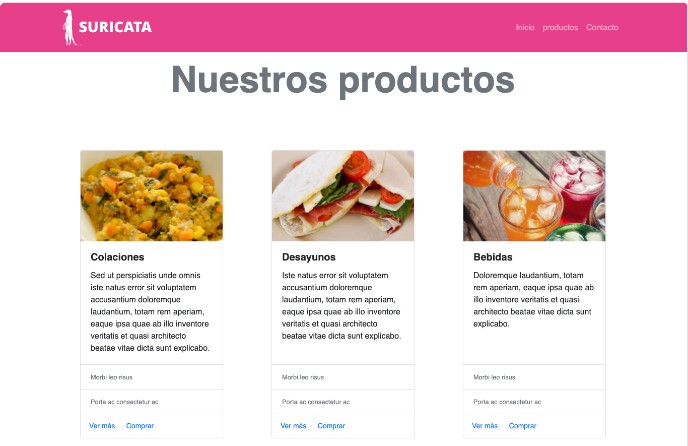 SURICATA
Inicio productos Contacto
Nuestros productos
Colaciones
Sed ut perspiciatis unde omnis
iste natus error sit voluptatem
accusantium doloremque
laudantium, totam rem aperiam,
eaque ipsa quae ab illo inventore
veritatis et quasi architecto
beatae vitae dicta sunt explicabo.
Morbi leo risus
Porta ac consectetur ac
Ver más Comprar
Desayunos
Iste natus error sit voluptatem
accusantium doloremque
laudantium, totam rem aperiam,
eaque ipsa quae ab illo inventore
veritatis et quasi architecto
beatae vitae dicta sunt explicabo.
Morbi leo risus
Porta ac consectetur ac
Ver más Comprar
Bebidas
Doloremque laudantium, totam
rem aperiam, eaque ipsa quae ab
illo inventore veritatis et quasi
architecto beatae vitae dicta sunt
explicabo.
Morbi leo risus
Porta ac consectetur ac
Ver más Comprar